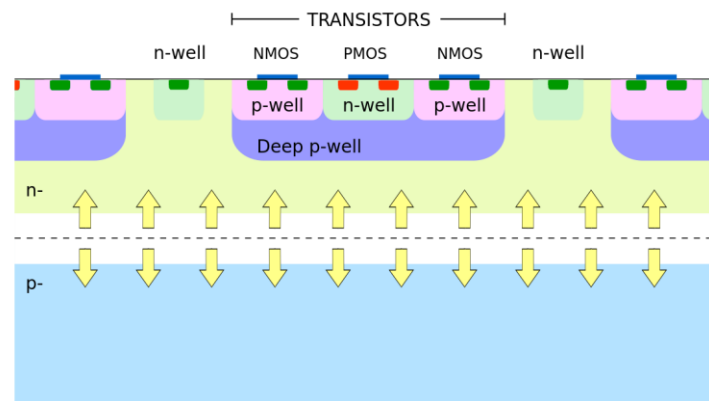 TRANSISTORS
n-well NMOS PMOS NMOS n-well
p-well n-well p-well
Deep p-well
n-
p-